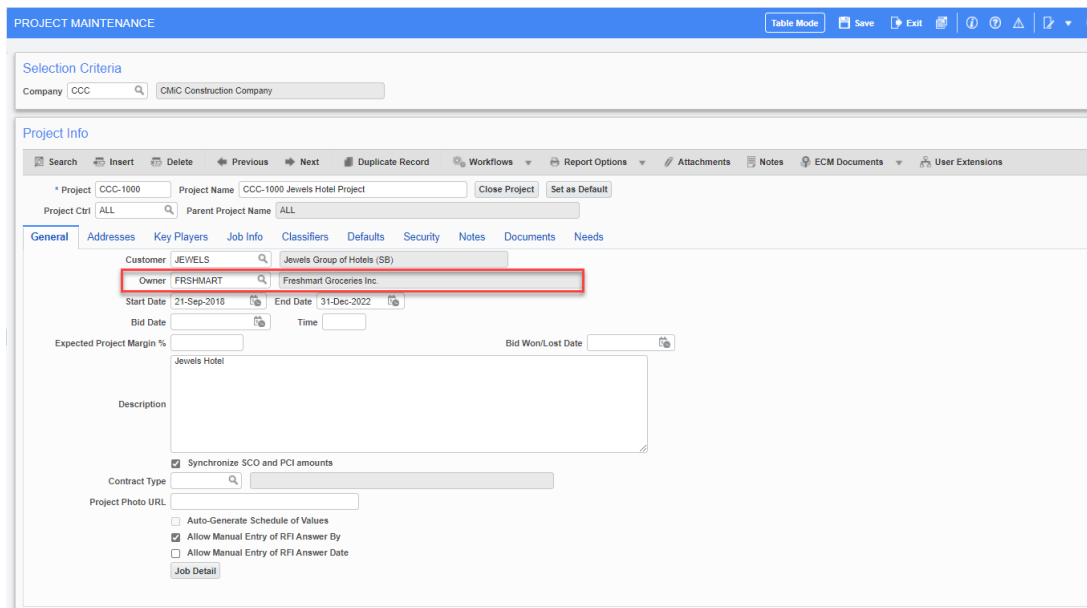 PROJECT MAINTENANCE Table Mode Save Exit
Selection Criteria
Company CCC CMiC Construction Company
Project Info
Search Insert Delete Previous Next Duplicate Record Workflows Report Options Attachments Notes ECM Documents User Extensions
* Project CCC-1000 Project Name CCC-1000 Jewels Hotel Project Close Project Set as Default
Project Ctrl ALL Parent Project Name ALL
General Addresses Key Players Job Info Classifiers Defaults Security Notes Documents Needs
Customer JEWELS Jewels Group of Hotels (SB)
Owner FRSHMART Freshmart Groceries Inc.
Start Date 21-Sep-2018 End Date 31-Dec-2022
Bid Date Time
Expected Project Margin % Bid Won/Lost Date
Jewels Hotel
Description
Synchronize SCO and PCI amounts
Contract Type
Project Photo URL
Auto-Generate Schedule of Values
Allow Manual Entry of RFI Answer By
Allow Manual Entry of RFI Answer Date
Job Detail